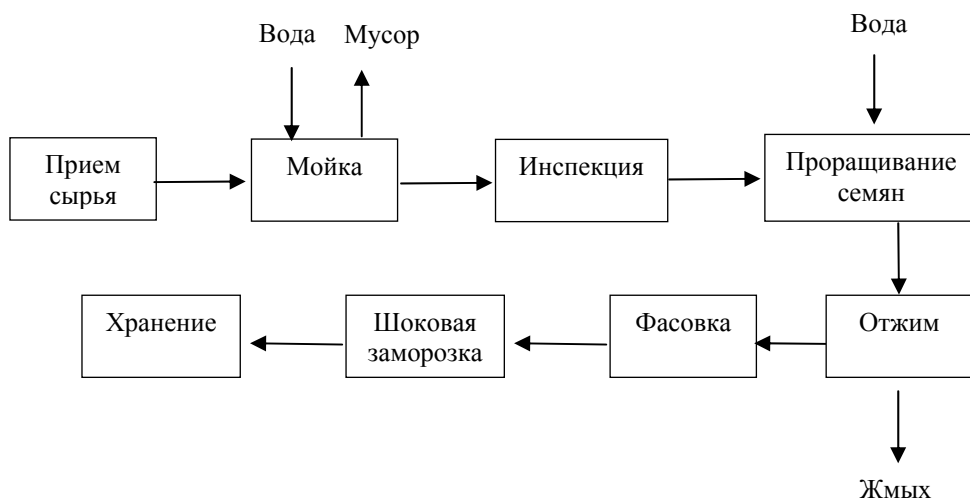 Вода
Мусор
Вода
Прием
сырья
Мойка
Инспекция
Проращивание
семян
Хранение
Шоковая
заморозка
Фасовка
Отжим
Жмых